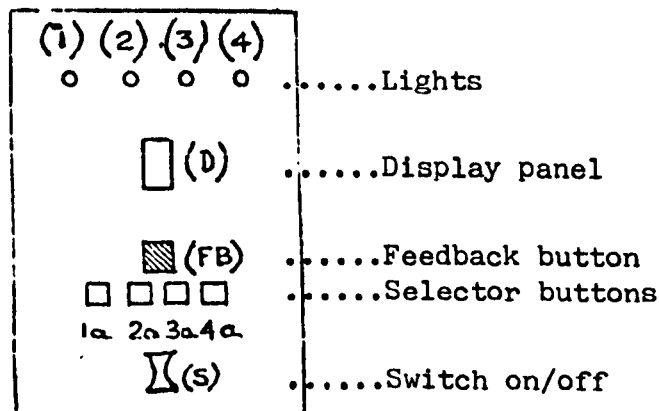 (1) (2) (3) (4)
......Lights
(D) ......Display panel
(FB) ......Feedback button
......Selector buttons
1a 2a 3a 4a
(S) ......Switch on/off